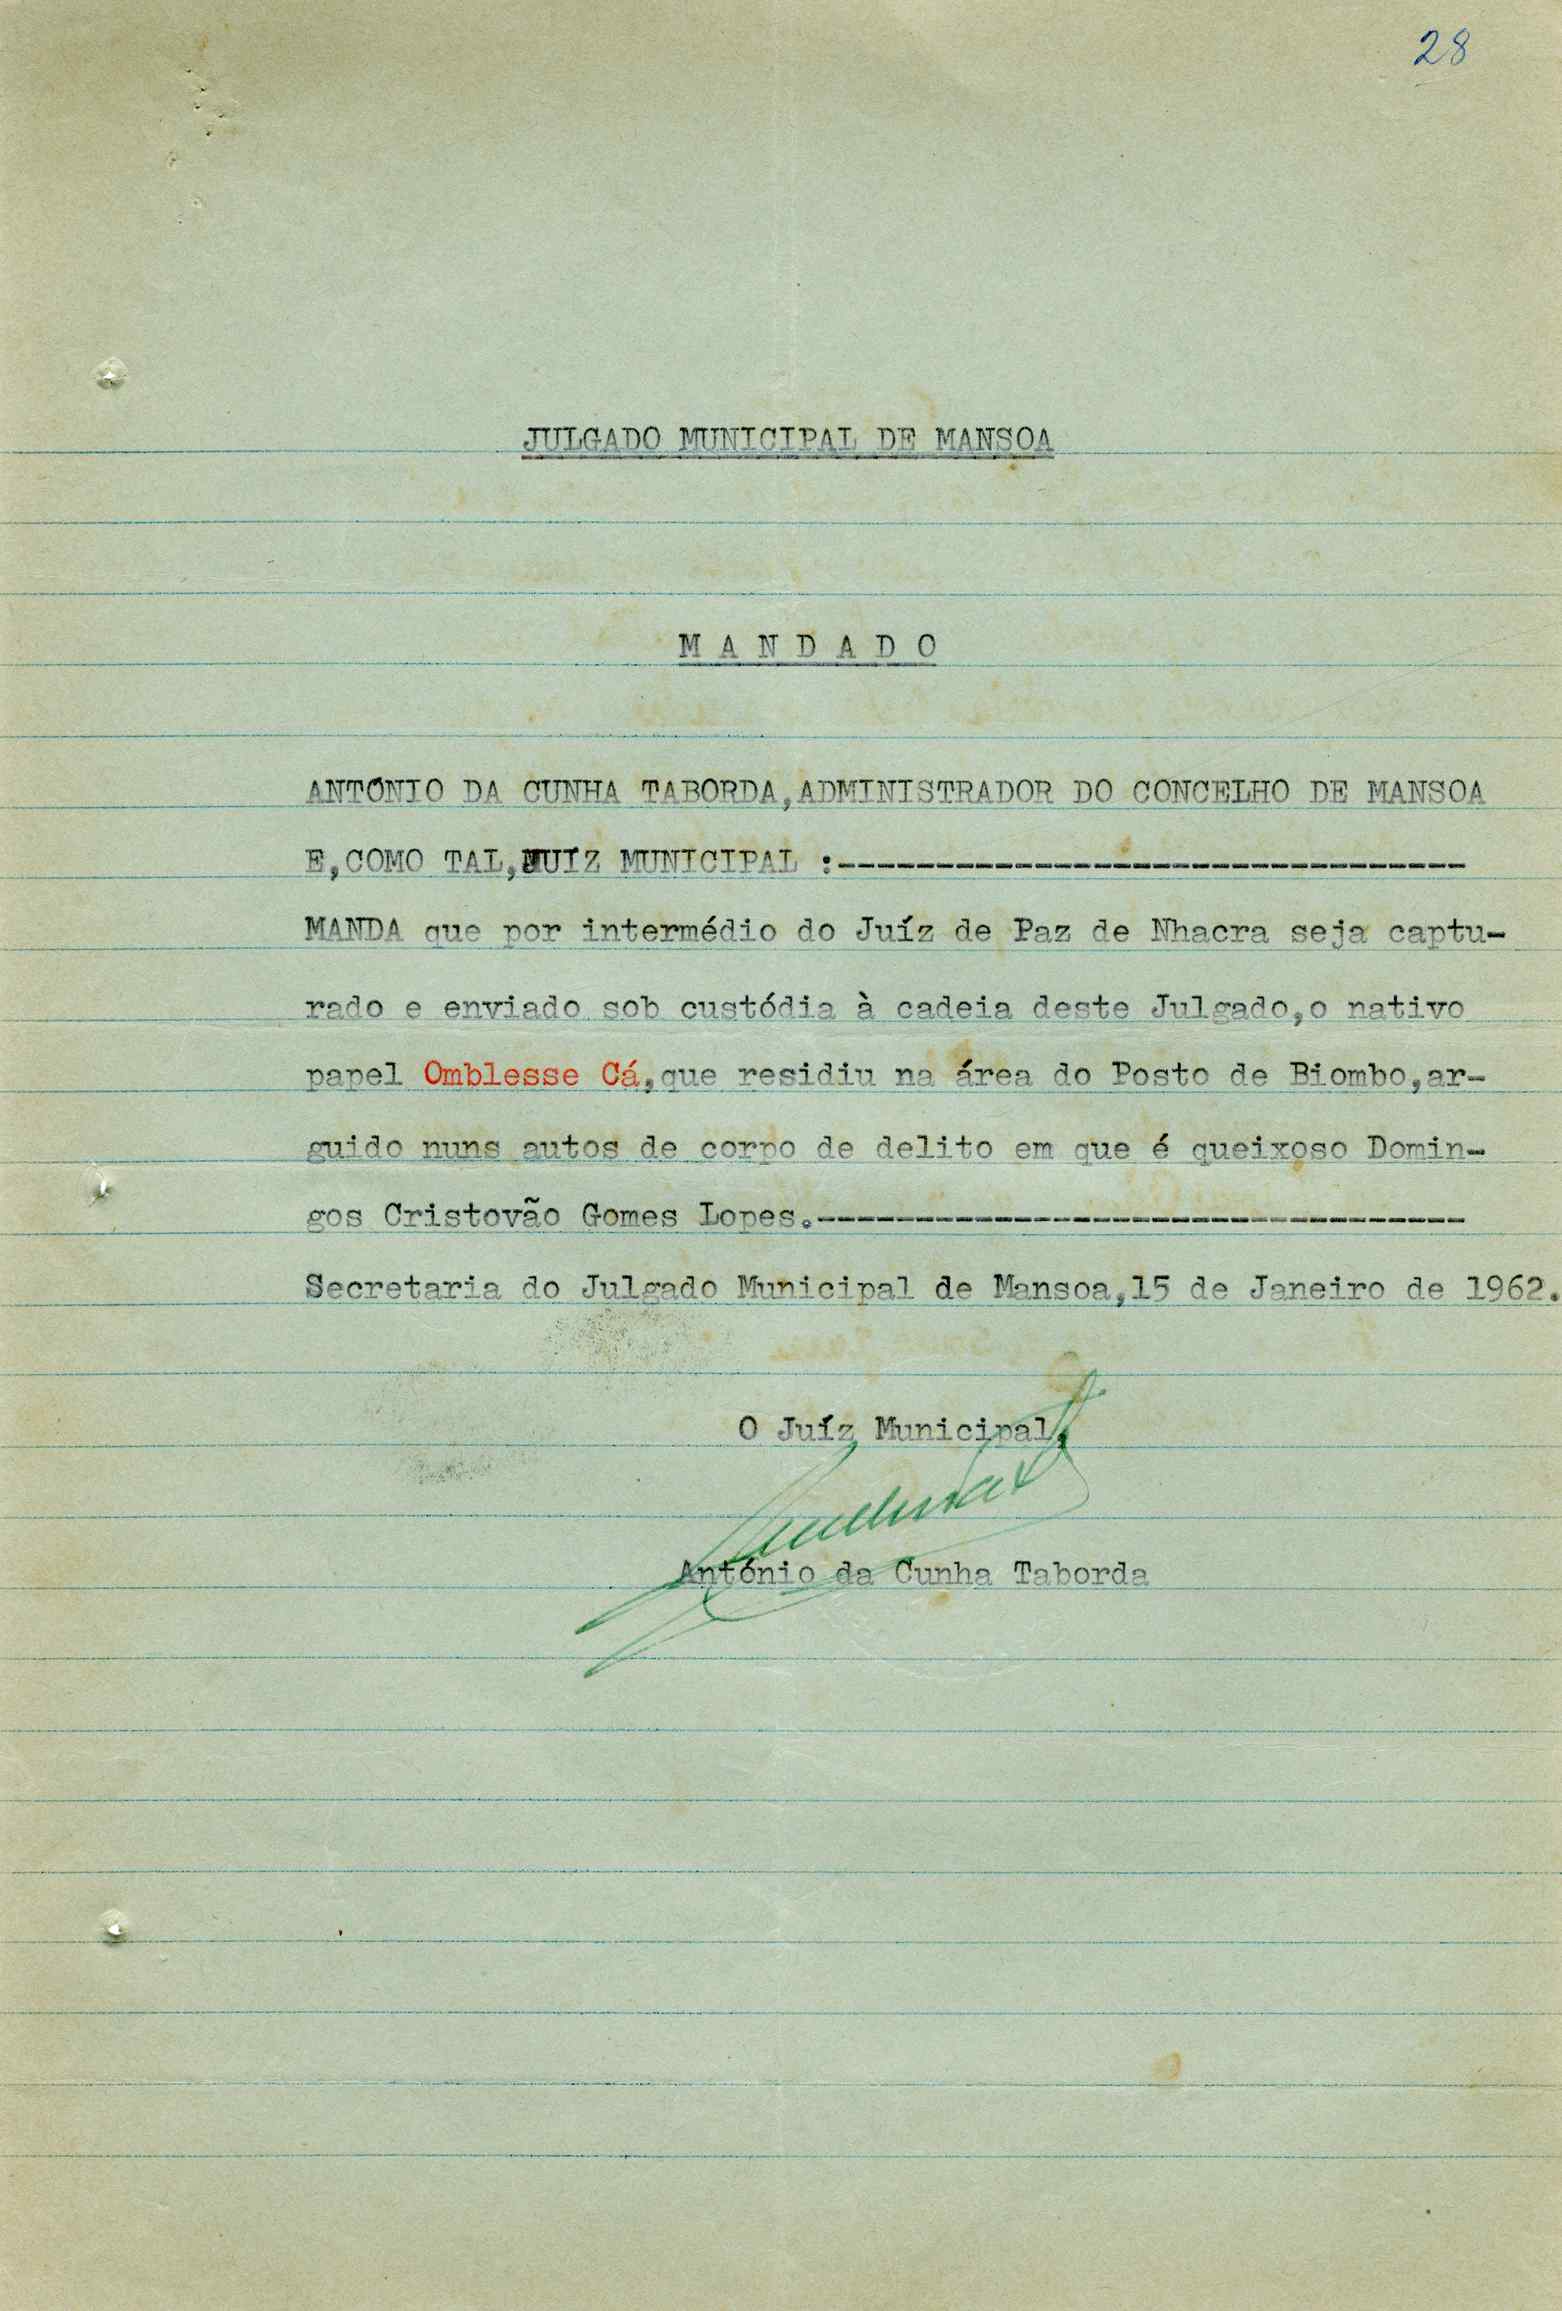 28
JULGADO MUNICIPAL DE MANSOA
M A N D A D O
ANTÓNIO DA CUNHA TABORDA,ADMINISTRADOR DO CONCELHO DE MANSOA
E,COMO TAL,JUÍZ MUNICIPAL :--------------------------------
MANDA que por intermédio do Juíz de Paz de Nhacra seja captu-
rado e enviado sob custódia à cadeia deste Julgado,o nativo
papel Omblesse Cá,que residiu na área do Posto de Biombo,ar-
guido nuns autos de corpo de delito em que é queixoso Domin-
gos Cristovão Gomes Lopes.---------------------------------
Secretaria do Julgado Municipal de Mansoa,15 de Janeiro de 1962.
O Juíz Municipal,
António da Cunha Taborda